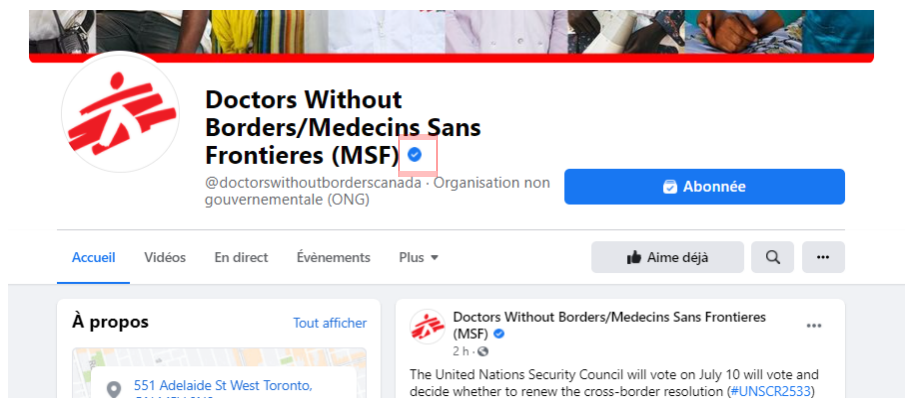 Doctors Without
Borders/Medecins Sans
Frontieres (MSF)
@doctorswithoutborderscanada · Organisation non
gouvernementale (ONG)
Abonnée
Accueil Vidéos En direct Évènements Plus
Aime déjà
À propos Tout afficher
551 Adelaide St West Toronto,
Doctors Without Borders/Medecins Sans Frontieres
(MSF)
2 h ·
The United Nations Security Council will vote on July 10 will vote and
decide whether to renew the cross-border resolution (#UNSCR2533)